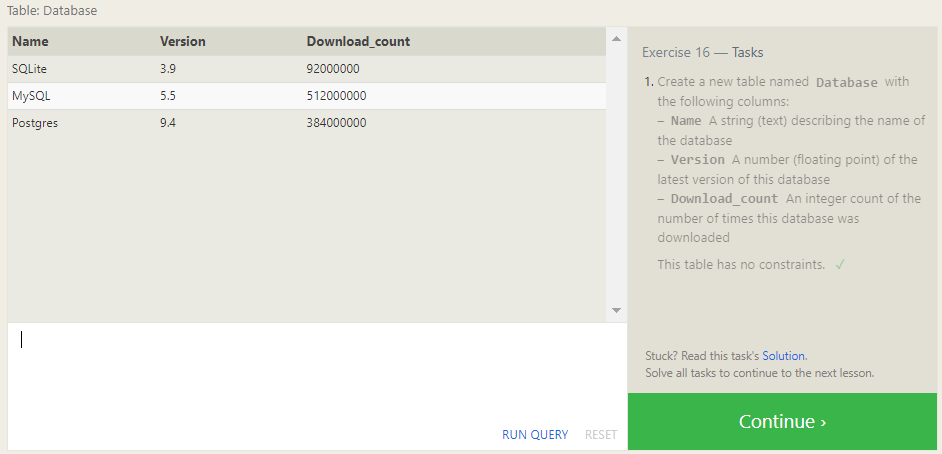 Table: Database
Name Version Download_count
SQLite 3.9 92000000
MySQL 5.5 512000000
Postgres 9.4 384000000
RUN QUERY RESET
Exercise 16 — Tasks
1. Create a new table named Database with
the following columns:
– Name A string (text) describing the name of
the database
– Version A number (floating point) of the
latest version of this database
– Download_count An integer count of the
number of times this database was
downloaded
This table has no constraints. ✓
Stuck? Read this task's Solution.
Solve all tasks to continue to the next lesson.
Continue ›